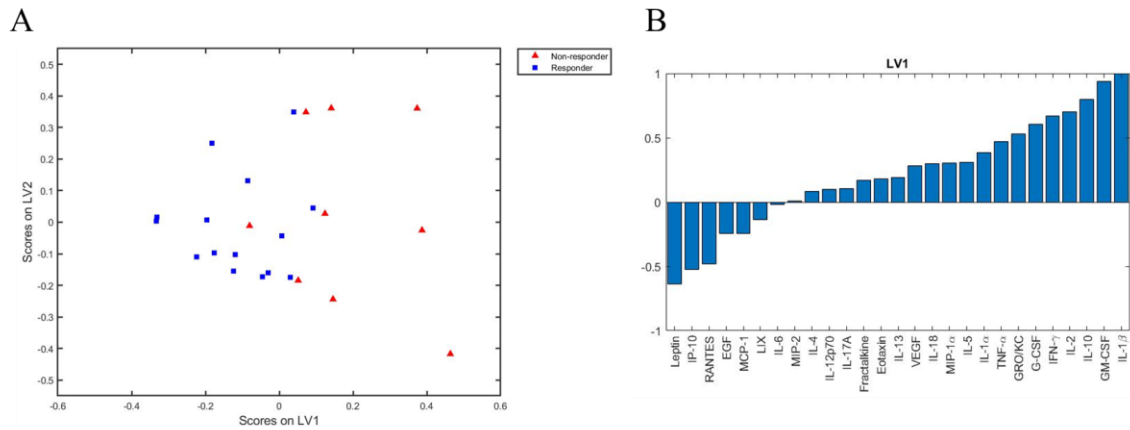 A
B
Non-responder
Responder
0.5
0.4
0.3
0.2
0.1
0
-0.1
-0.2
-0.3
-0.4
-0.5
Scores on LV2
-0.6
-0.4
-0.2
0
0.2
0.4
0.6
Scores on LV1
LV1
1
0.5
0
-0.5
-1
Leptin
IP-10
RANTES
EGF
MCP-1
LIX
IL-6
MIP-2
IL-4
IL-12p70
IL-17A
Fractalkine
Eotaxin
IL-13
VEGF
IL-18
MIP-1α
IL-5
IL-1α
TNF-α
GRO/KC
G-CSF
IFN-γ
IL-2
IL-10
GM-CSF
IL-1β